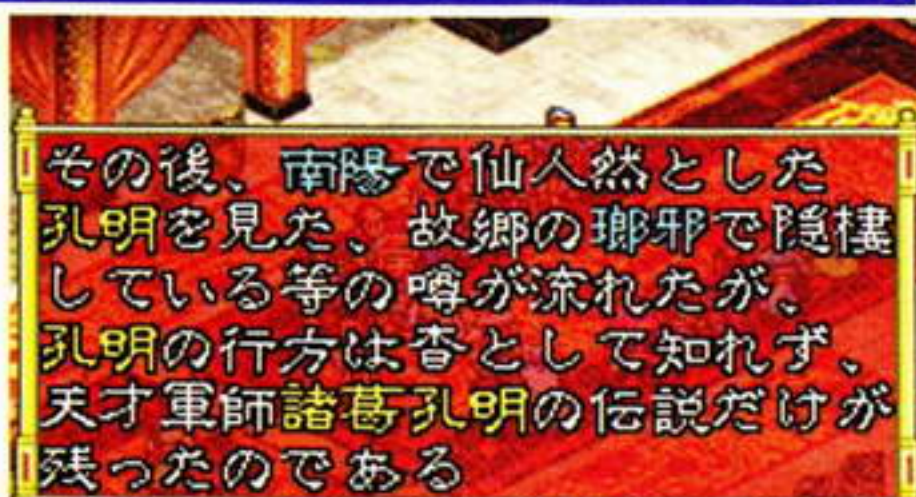 その後、南陽で仙人然とした
孔明を見た、故郷の瑯邪で隠棲
している等の噂が流れたが、
孔明の行方は杳として知れず、
天才軍師諸葛孔明の伝説だけが
残ったのである